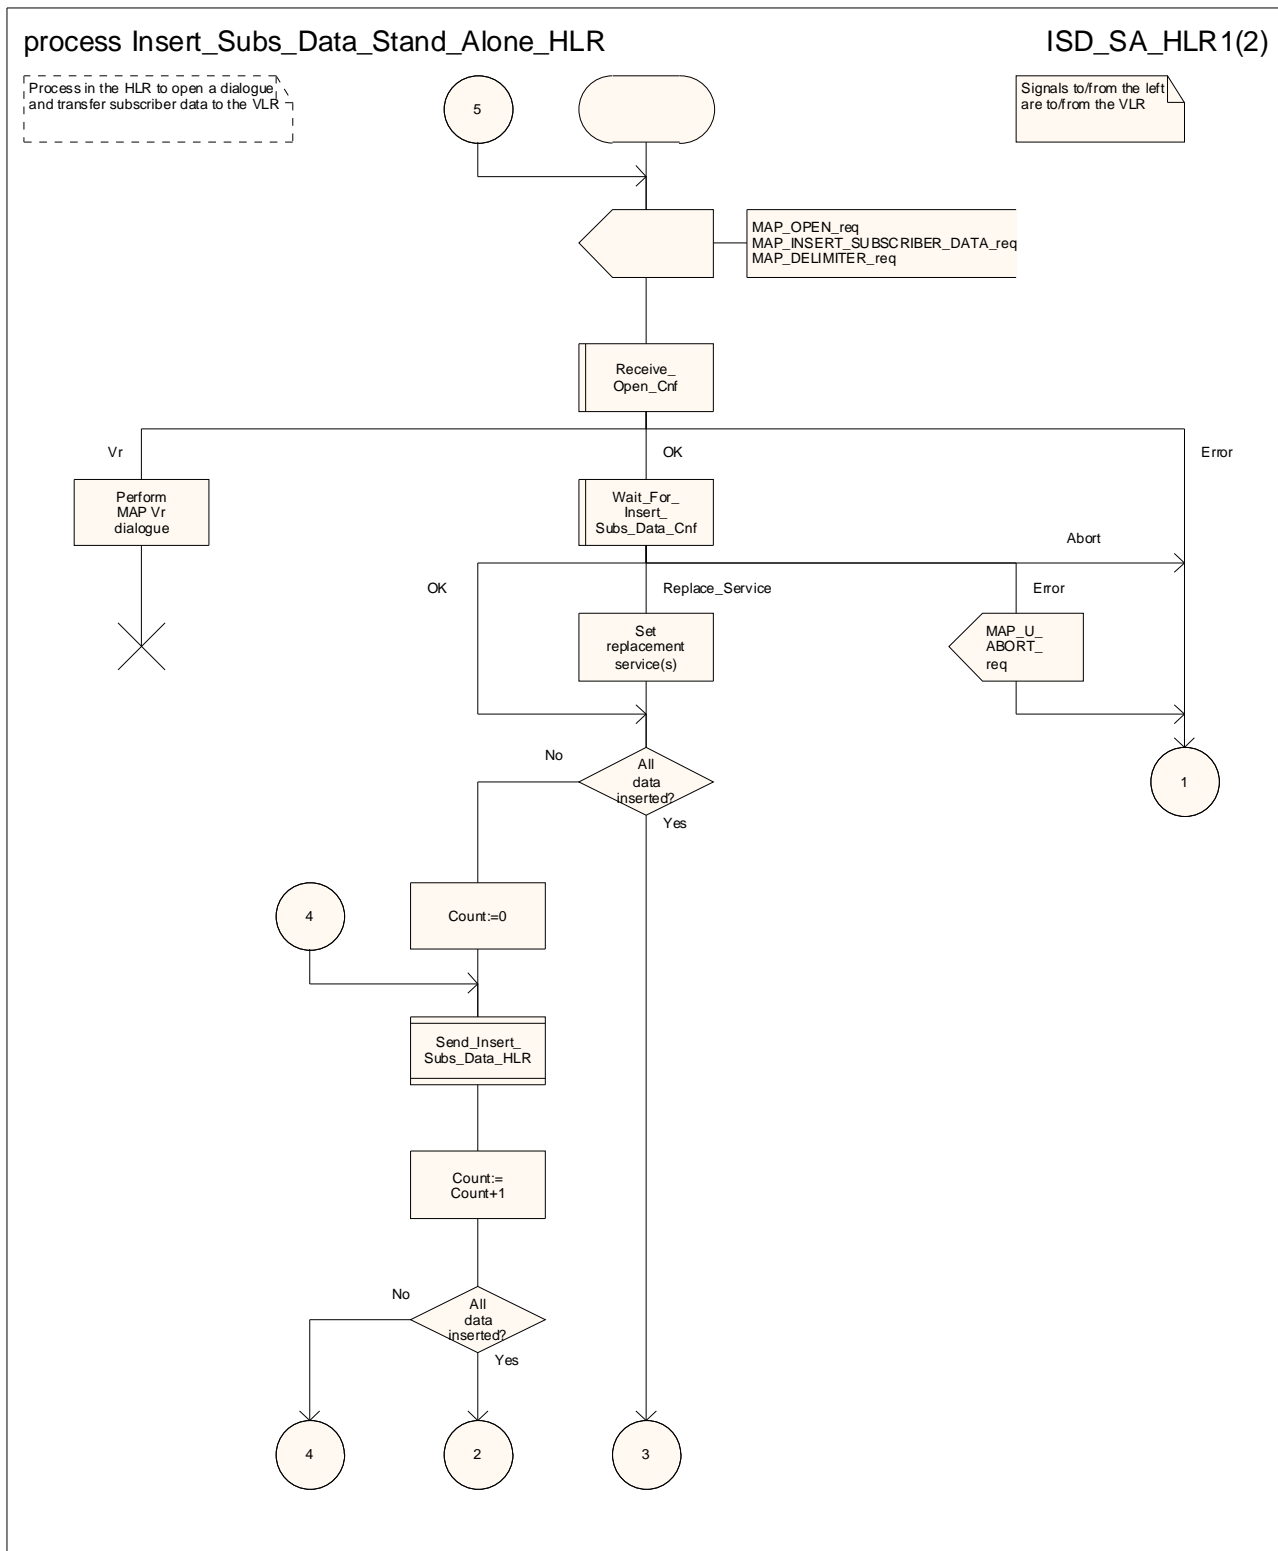 process Insert_Subs_Data_Stand_Alone_HLR
ISD_SA_HLR1(2)
Process in the HLR to open a dialogue
and transfer subscriber data to the VLR
5
Signals to/from the left
are to/from the VLR
MAP_OPEN_req
MAP_INSERT_SUBSCRIBER_DATA_req
MAP_DELIMITER_req
Receive_
Open_Cnf
Vr
OK
Error
Perform
MAP Vr
dialogue
Wait_For_
Insert_
Subs_Data_Cnf
Abort
OK
Replace_Service
Error
Set
replacement
service(s)
MAP_U_
ABORT_
req
No
All
data
inserted?
Yes
1
4
Count:=0
Send_Insert_
Subs_Data_HLR
Count:=
Count+1
No
All
data
inserted?
Yes
4
2
3